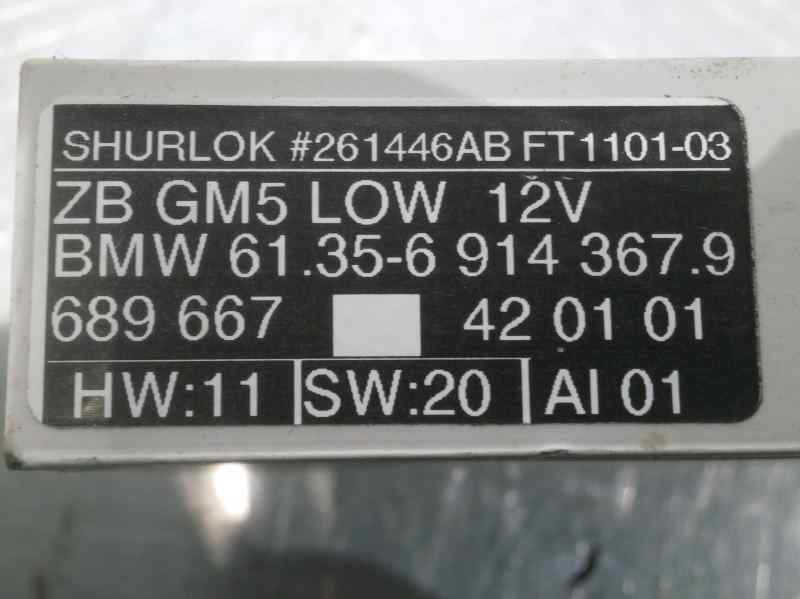 SHURLOK #261446AB FT1101-03
ZB GM5 LOW 12V
BMW 61.35-6 914 367.9
689 667 42 01 01
HW:11 SW:20 AI 01